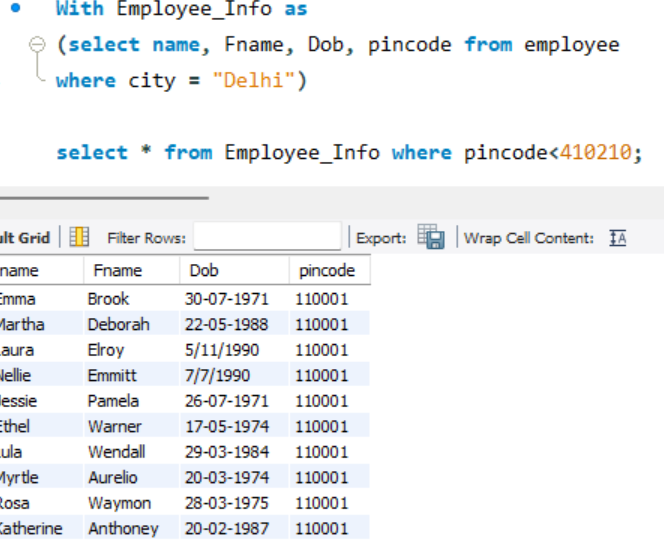 With Employee_Info as
(select name, Fname, Dob, pincode from employee
where city = "Delhi")
select * from Employee_Info where pincode<410210;
ult Grid Filter Rows: Export: Wrap Cell Content: IA
name Fname Dob pincode
Emma Brook 30-07-1971 110001
Martha Deborah 22-05-1988 110001
Laura Elroy 5/11/1990 110001
Nellie Emmitt 7/7/1990 110001
Jessie Pamela 26-07-1971 110001
Ethel Warner 17-05-1974 110001
Lula Wendall 29-03-1984 110001
Myrtle Aurelio 20-03-1974 110001
Rosa Waymon 28-03-1975 110001
Katherine Anthoney 20-02-1987 110001